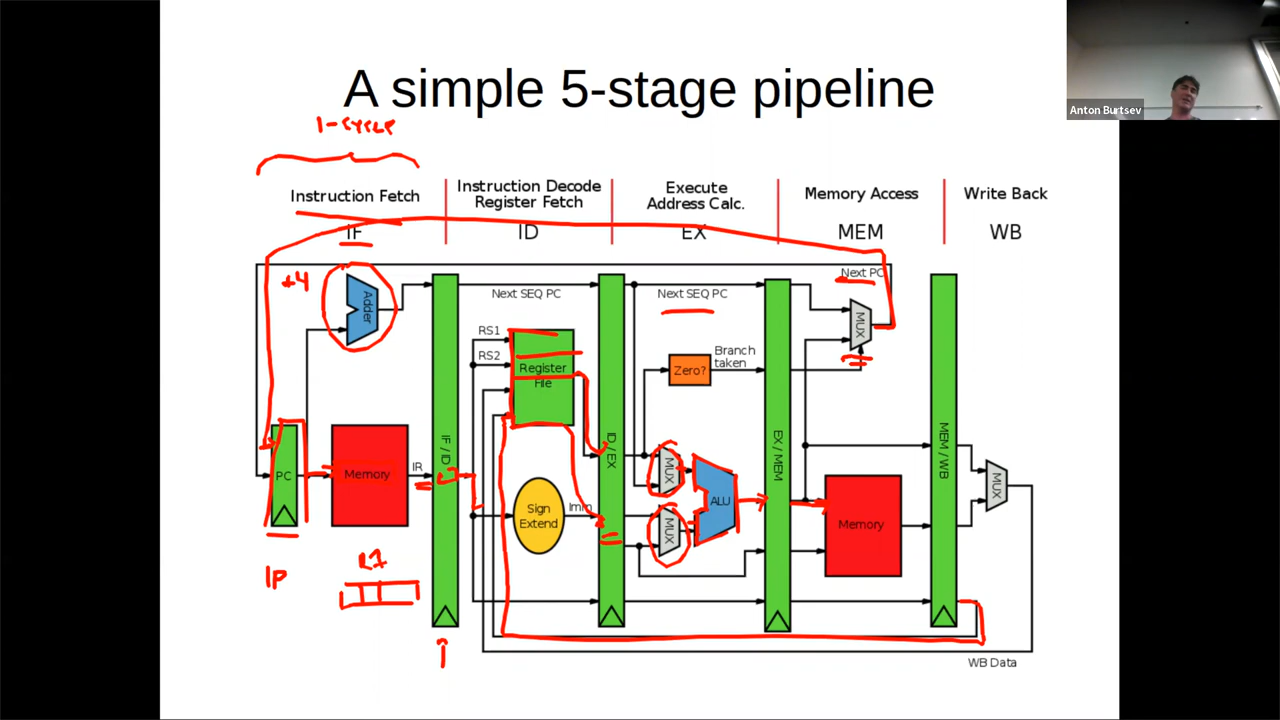 A simple 5-stage pipeline
Anton Burtsev
1-cycle
Instruction Fetch
IF
Instruction Decode
Register Fetch
ID
Execute
Address Calc.
EX
Memory Access
MEM
Write Back
WB
+4
Adder
Next SEQ PC
Next SEQ PC
Next PC
MUX
RS1
RS2
Register
File
Zero?
Branch
taken
PC
Memory
IR
IF / ID
Sign
Extend
Imm
ID / EX
MUX
MUX
ALU
EX / MEM
Memory
MEM / WB
MUX
WB Data
IP